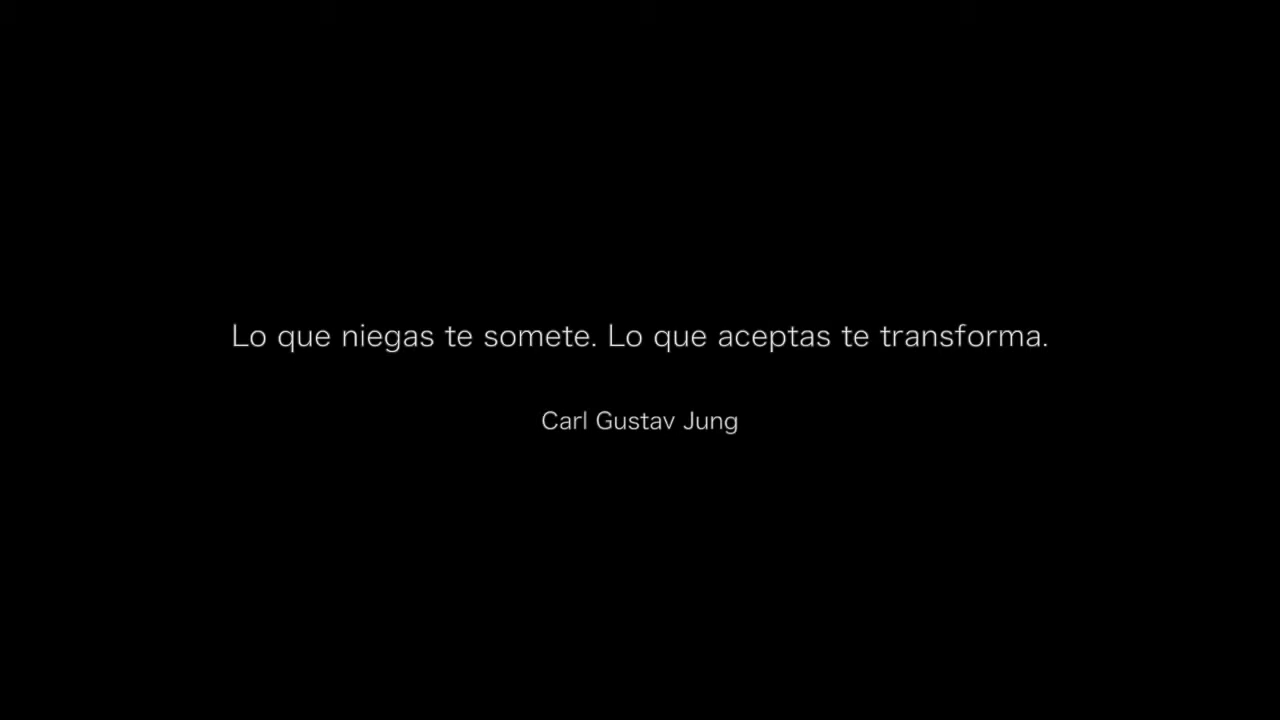 Lo que niegas te somete. Lo que aceptas te transforma.
Carl Gustav Jung